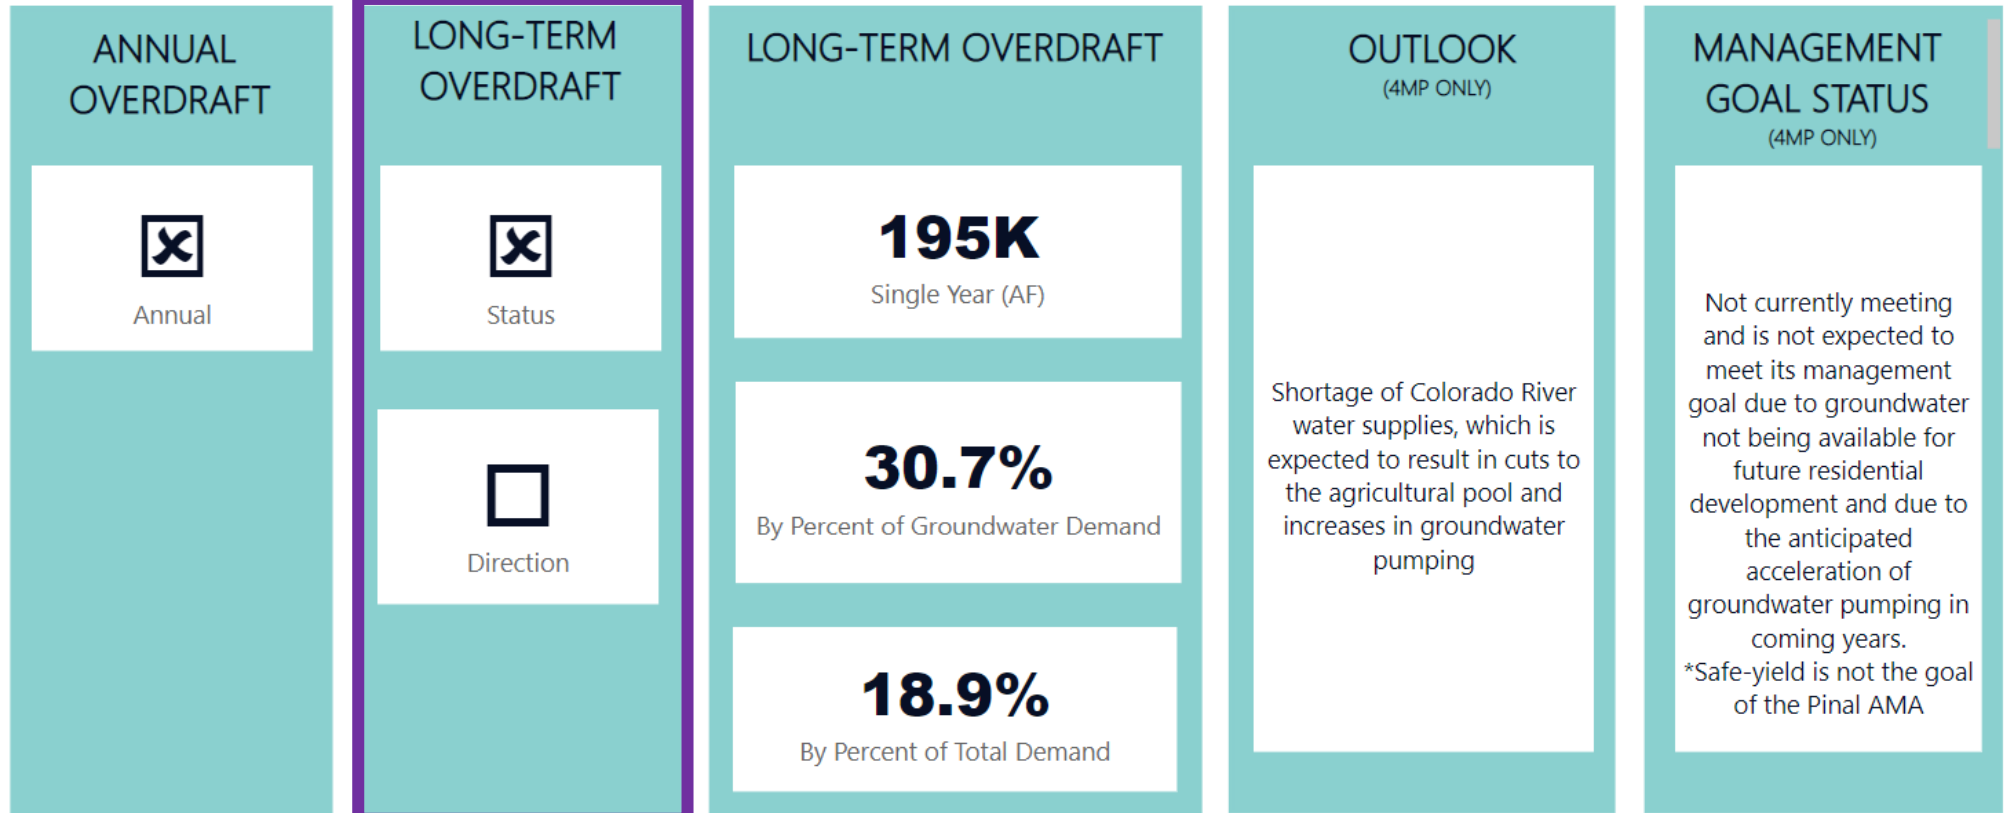 ANNUAL
OVERDRAFT
Annual
LONG-TERM
OVERDRAFT
Status
Direction
LONG-TERM OVERDRAFT
195K
Single Year (AF)
30.7%
By Percent of Groundwater Demand
18.9%
By Percent of Total Demand
OUTLOOK
(4MP ONLY)
Shortage of Colorado River
water supplies, which is
expected to result in cuts to
the agricultural pool and
increases in groundwater
pumping
MANAGEMENT
GOAL STATUS
(4MP ONLY)
Not currently meeting
and is not expected to
meet its management
goal due to groundwater
not being available for
future residential
development and due to
the anticipated
acceleration of
groundwater pumping in
coming years.
*Safe-yield is not the goal
of the Pinal AMA